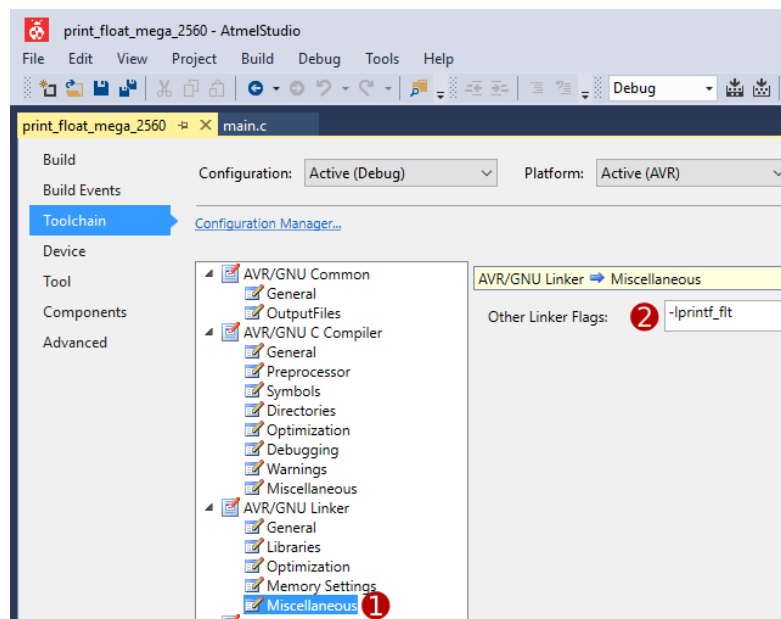 print_float_mega_2560 - AtmelStudio
File Edit View Project Build Debug Tools Help
Debug
print_float_mega_2560 main.c
Build
Build Events
Toolchain
Device
Tool
Components
Advanced
Configuration: Active (Debug) Platform: Active (AVR)
Configuration Manager...
AVR/GNU Common
General
OutputFiles
AVR/GNU C Compiler
General
Preprocessor
Symbols
Directories
Optimization
Debugging
Warnings
Miscellaneous
AVR/GNU Linker
General
Libraries
Optimization
Memory Settings
Miscellaneous 1
AVR/GNU Linker ➡ Miscellaneous
Other Linker Flags: 2 -lprintf_flt